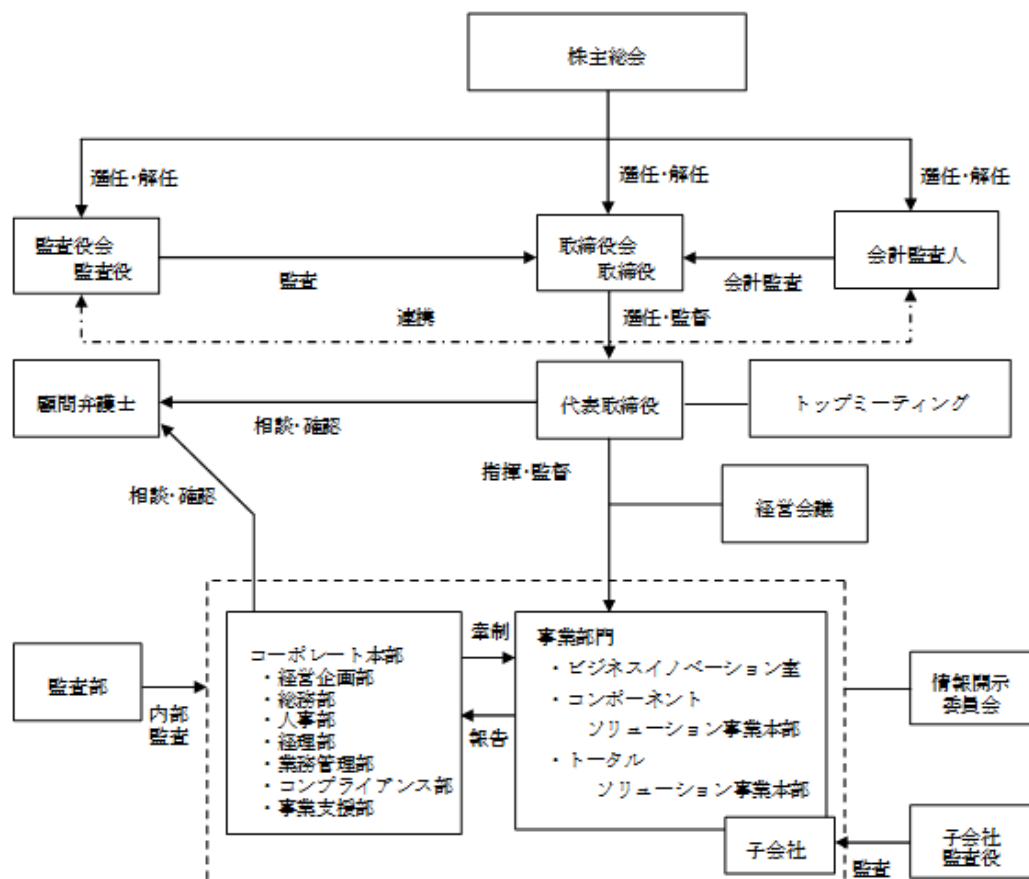 株主総会
選任・解任
選任・解任
選任・解任
監査役会
監査役
監査
取締役会
取締役
会計監査
会計監査人
連携
選任・監督
顧問弁護士
相談・確認
代表取締役
トップミーティング
相談・確認
指揮・監督
経営会議
監査部
内部
監査
コーポレート本部
・経営企画部
・総務部
・人事部
・経理部
・業務管理部
・コンプライアンス部
・事業支援部
牽制
報告
事業部門
・ビジネスイノベーション室
・コンポーネント
ソリューション事業本部
・トータル
ソリューション事業本部
情報開示
委員会
子会社
監査
子会社
監査役